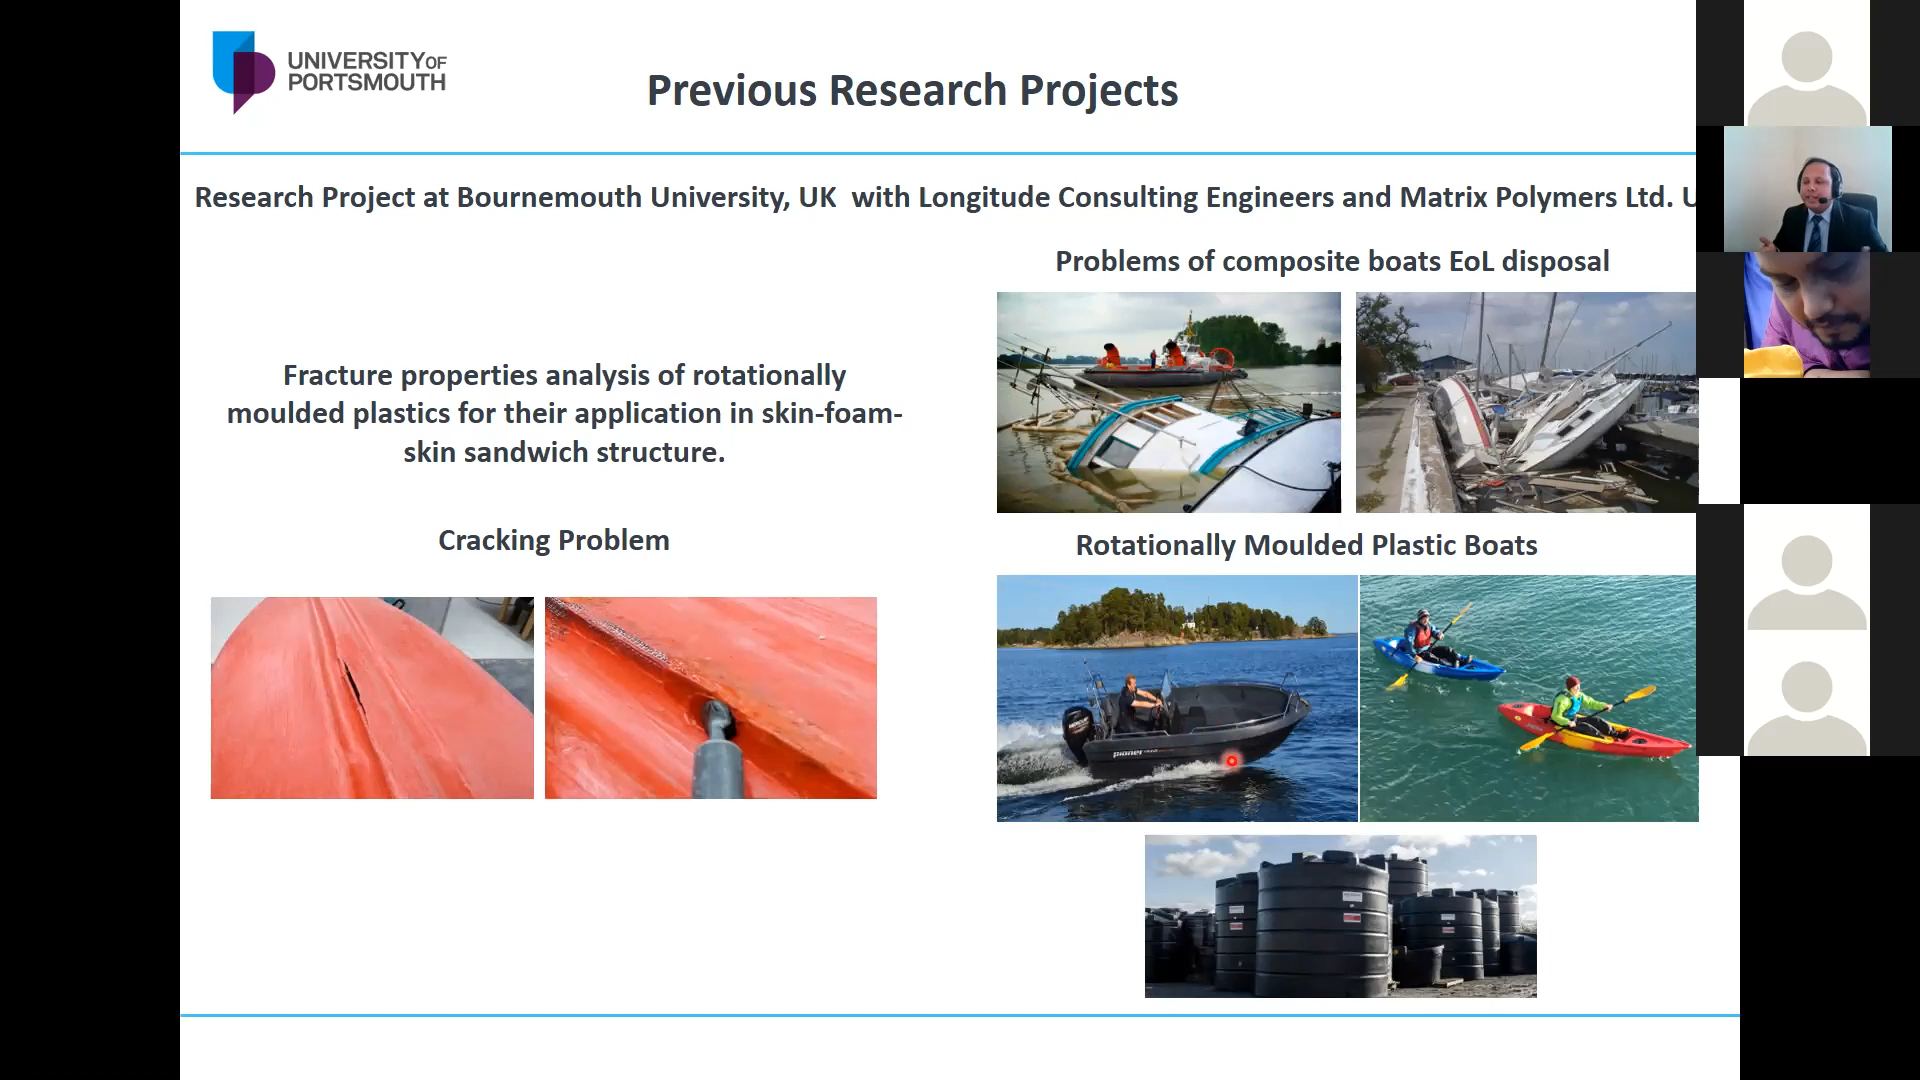 UNIVERSITY OF
PORTSMOUTH
Previous Research Projects
Research Project at Bournemouth University, UK with Longitude Consulting Engineers and Matrix Polymers Ltd. U
Problems of composite boats EoL disposal
Fracture properties analysis of rotationally
moulded plastics for their application in skin-foam-
skin sandwich structure.
Cracking Problem
Rotationally Moulded Plastic Boats
pioner